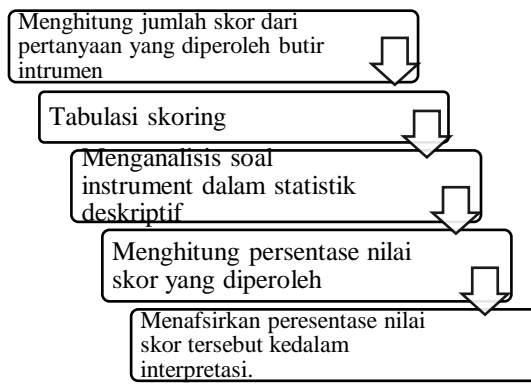 Menghitung jumlah skor dari
pertanyaan yang diperoleh butir
intrumen
Tabulasi skoring
Menganalisis soal
instrument dalam statistik
deskriptif
Menghitung persentase nilai
skor yang diperoleh
Menafsirkan peresentase nilai
skor tersebut kedalam
interpretasi.